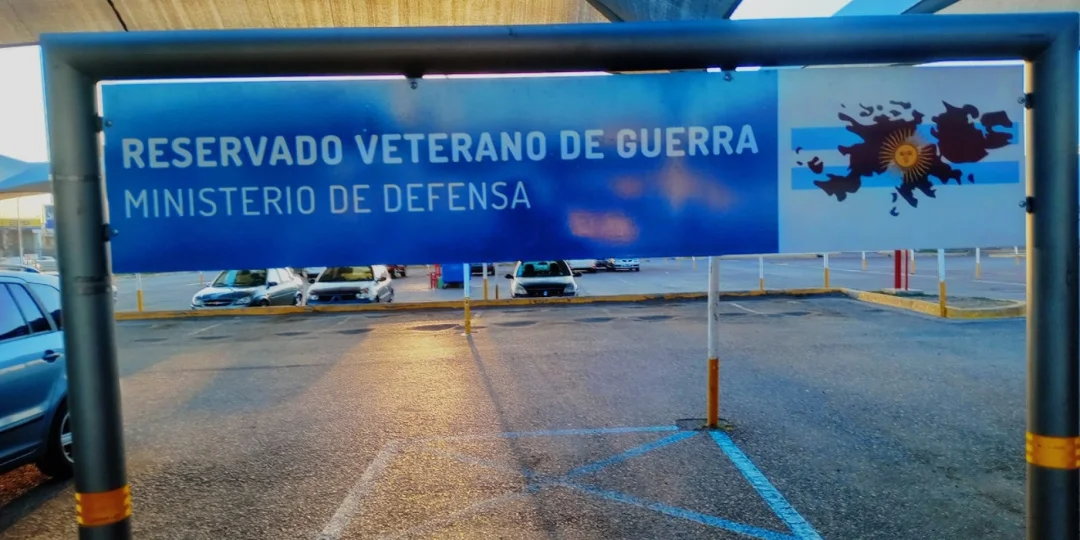 RESERVADO VETERANO DE GUERRA
MINISTERIO DE DEFENSA